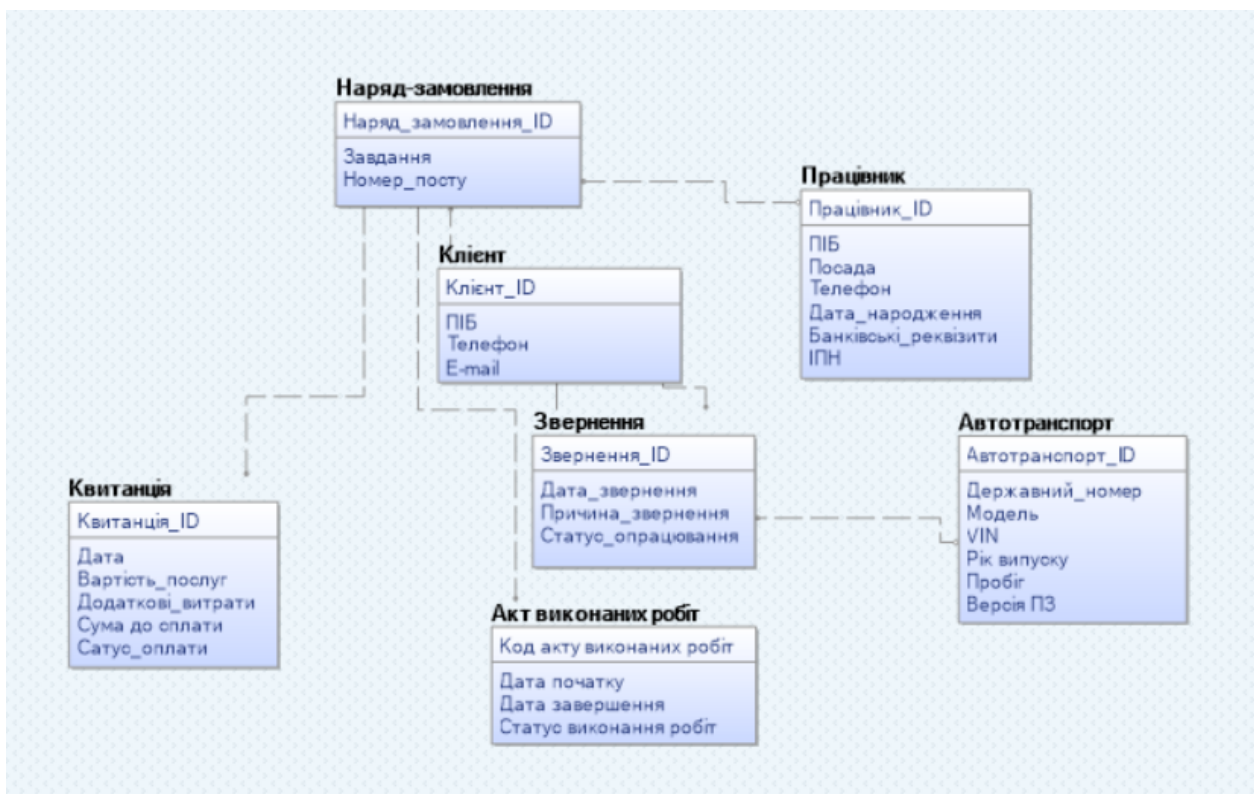 Наряд-замовлення
Наряд_замовлення_ID
Завдання
Номер_посту
Працівник
Працівник_ID
ПІБ
Посада
Телефон
Дата_народження
Банківські_реквізити
ІПН
Клієнт
Клієнт_ID
ПІБ
Телефон
E-mail
Звернення
Звернення_ID
Дата_звернення
Причина_звернення
Статус_опрацювання
Автотранспорт
Автотранспорт_ID
Державний_номер
Модель
VIN
Рік випуску
Пробіг
Версія ПЗ
Квитанція
Квитанція_ID
Дата
Вартість_послуг
Додаткові_витрати
Сума до сплати
Сатус_оплати
Акт виконаних робіт
Код акту виконаних робіт
Дата початку
Дата завершення
Статус виконання робіт